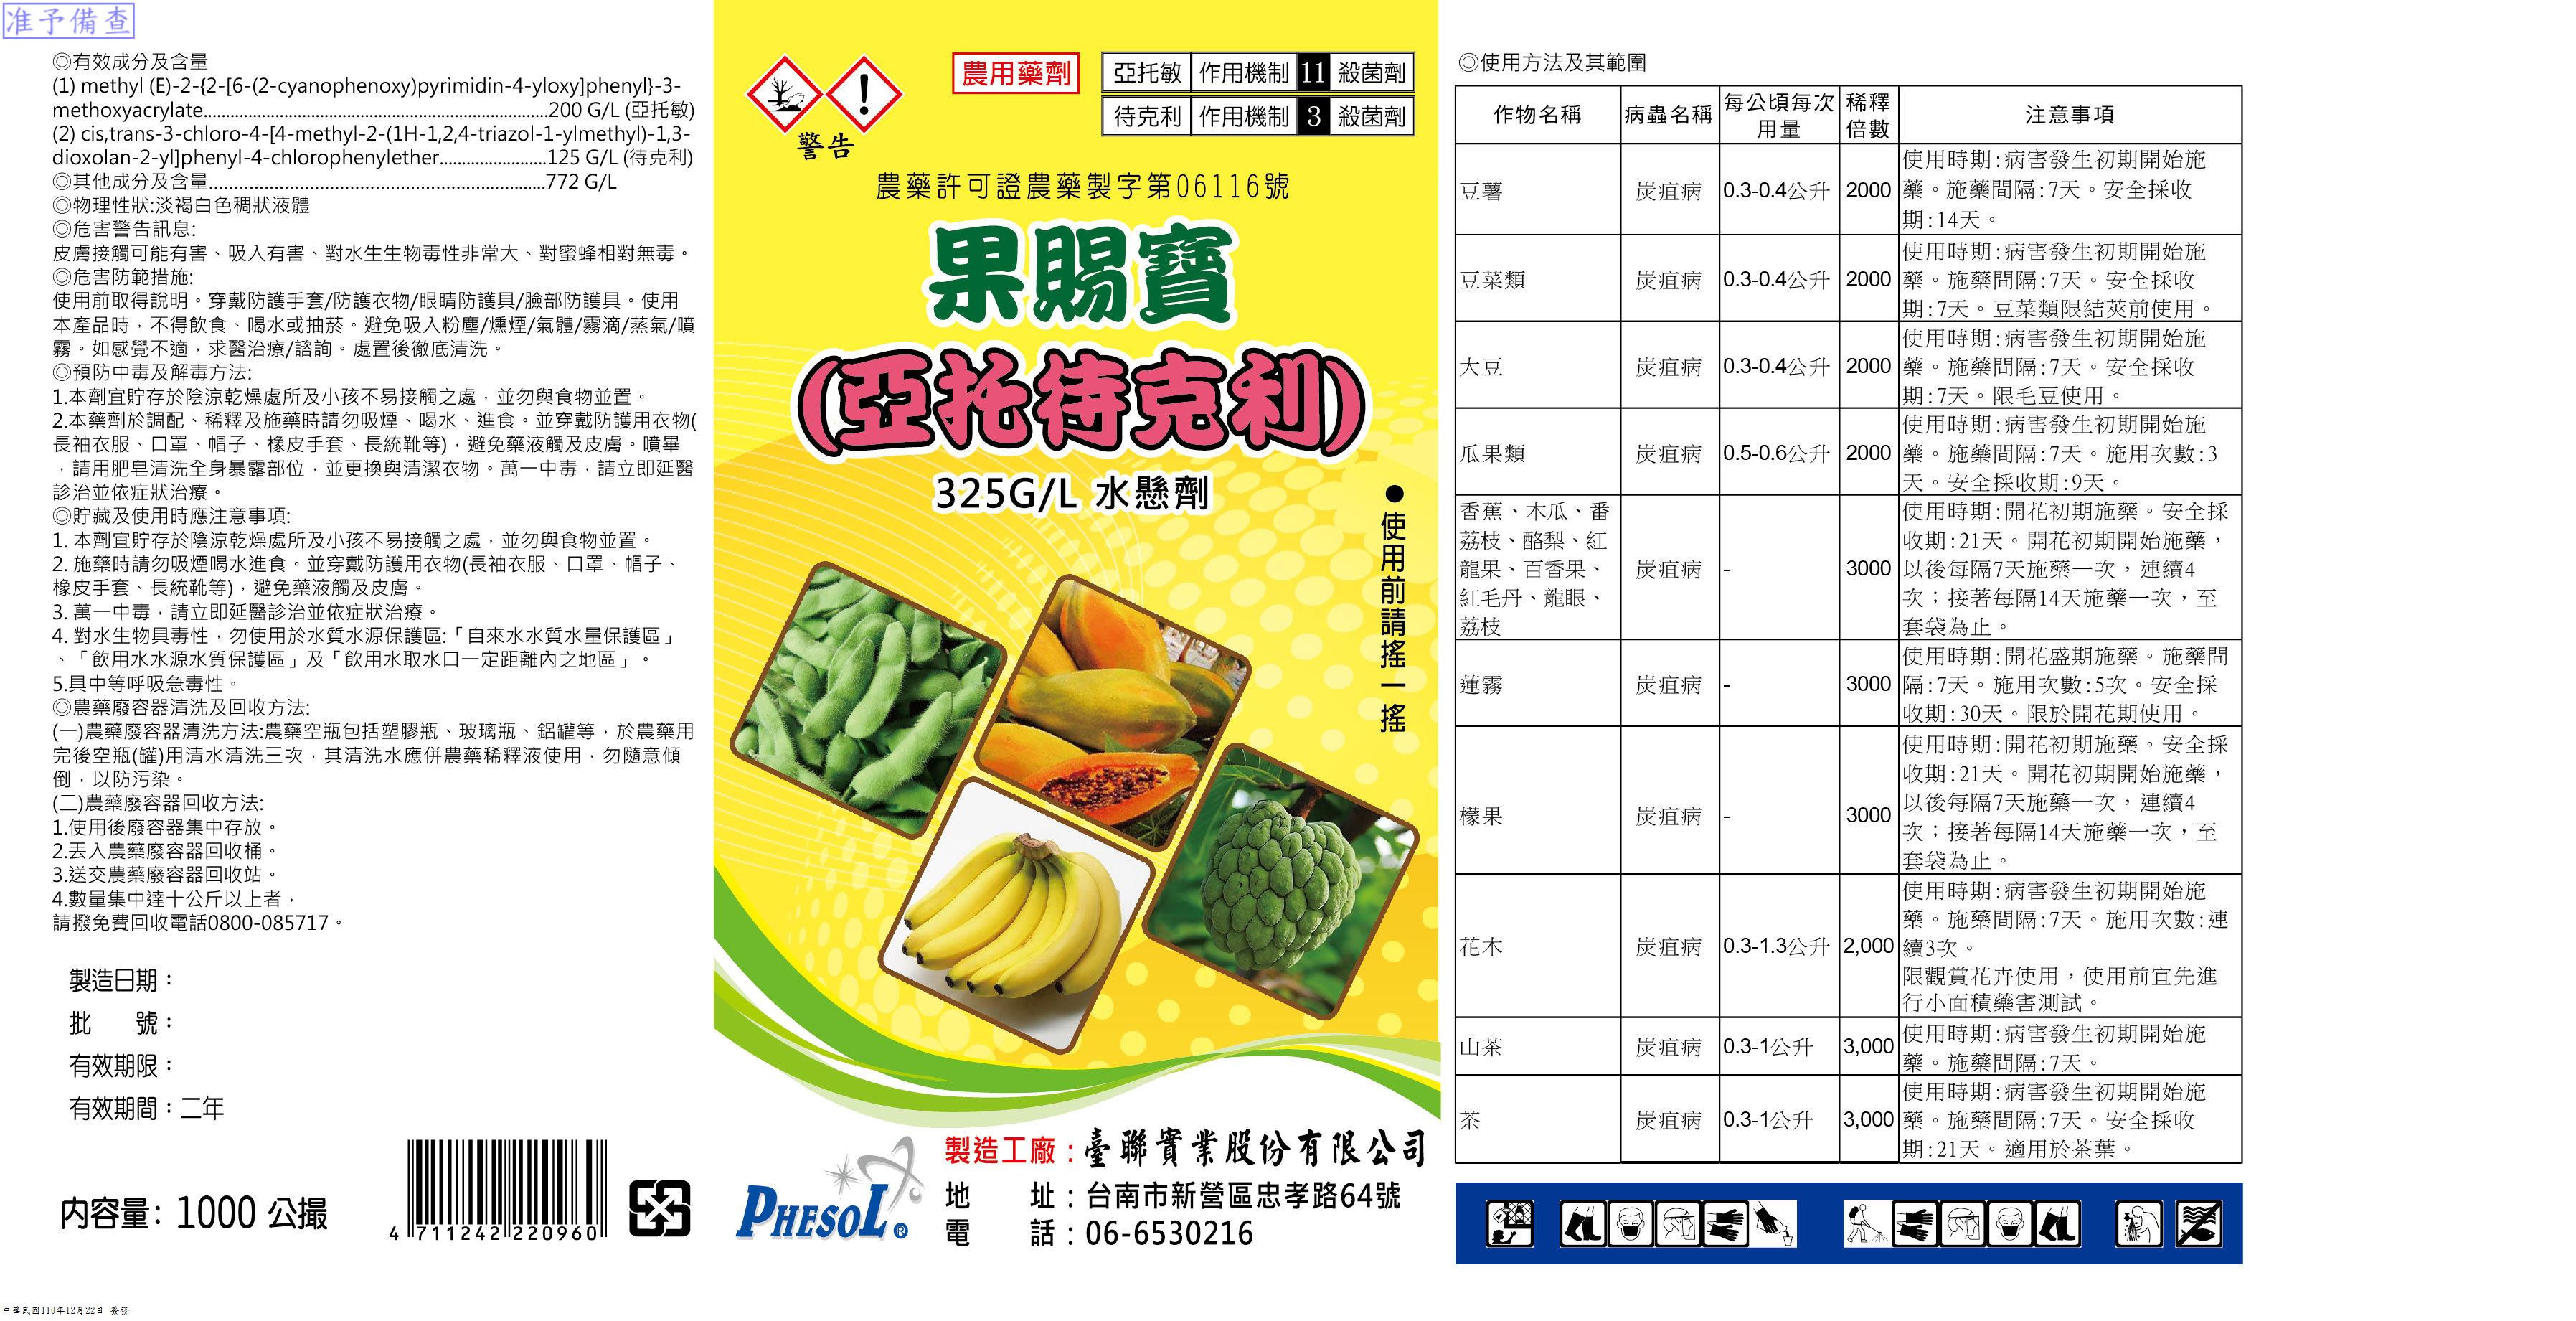 准予備查
◎有效成分及含量
(1) methyl (E)-2-{2-[6-(2-cyanophenoxy)pyrimidin-4-yloxy]phenyl}-3-
methoxyacrylate.............................................................................200 G/L (亞托敏)
(2) cis,trans-3-chloro-4-[4-methyl-2-(1H-1,2,4-triazol-1-ylmethyl)-1,3-
dioxolan-2-yl]phenyl-4-chlorophenylether........................125 G/L (待克利)
◎其他成分及含量................................................................772 G/L
◎物理性狀:淡褐白色稠狀液體
◎危害警告訊息:
皮膚接觸可能有害、吸入有害、對水生生物毒性非常大、對蜜蜂相對無毒。
◎危害防範措施:
使用前取得說明。穿戴防護手套/防護衣物/眼睛防護具/臉部防護具。使用
本產品時，不得飲食、喝水或抽菸。避免吸入粉塵/燻煙/氣體/霧滴/蒸氣/噴
霧。如感覺不適，求醫治療/諮詢。處置後徹底清洗。
◎預防中毒及解毒方法:
1.本劑宜貯存於陰涼乾燥處所及小孩不易接觸之處，並勿與食物並置。
2.本藥劑於調配、稀釋及施藥時請勿吸煙、喝水、進食。並穿戴防護用衣物(
長袖衣服、口罩、帽子、橡皮手套、長統靴等)，避免藥液觸及皮膚。噴畢
，請用肥皂清洗全身暴露部位，並更換與清潔衣物。萬一中毒，請立即延醫
診治並依症狀治療。
◎貯藏及使用時應注意事項:
1. 本劑宜貯存於陰涼乾燥處所及小孩不易接觸之處，並勿與食物並置。
2. 施藥時請勿吸煙喝水進食。並穿戴防護用衣物(長袖衣服、口罩、帽子、
橡皮手套、長統靴等)，避免藥液觸及皮膚。
3. 萬一中毒，請立即延醫診治並依症狀治療。
4. 對水生物具毒性，勿使用於水質水源保護區:「自來水水質水量保護區」
、「飲用水水源水質保護區」及「飲用水取水口一定距離內之地區」。
5.具中等呼吸急毒性。
◎農藥廢容器清洗及回收方法:
(一)農藥廢容器清洗方法:農藥空瓶包括塑膠瓶、玻璃瓶、鋁罐等，於農藥用
完後空瓶(罐)用清水清洗三次，其清洗水應併農藥稀釋液使用，勿隨意傾
倒，以防污染。
(二)農藥廢容器回收方法:
1.使用後廢容器集中存放。
2.丟入農藥廢容器回收桶。
3.送交農藥廢容器回收站。
4.數量集中達十公斤以上者，
請撥免費回收電話0800-085717。
製造日期：
批　號：
有效期限：
有效期間：二年
內容量: 1000 公撮
4 711242 220960
中華民國110年12月22日 簽發
警告
農用藥劑
亞托敏 作用機制 11 殺菌劑
待克利 作用機制 3 殺菌劑
農藥許可證農藥製字第06116號
果賜寶
(亞托待克利)
325G/L 水懸劑
●使用前請搖一搖
PHESOL®
製造工廠：臺聯實業股份有限公司
地　址：台南市新營區忠孝路64號
電　話：06-6530216
◎使用方法及其範圍
作物名稱 病蟲名稱 每公頃每次用量 稀釋倍數 注意事項
豆薯 炭疽病 0.3-0.4公升 2000 使用時期:病害發生初期開始施
藥。施藥間隔:7天。安全採收
期:14天。
豆菜類 炭疽病 0.3-0.4公升 2000 使用時期:病害發生初期開始施
藥。施藥間隔:7天。安全採收
期:7天。豆菜類限結莢前使用。
大豆 炭疽病 0.3-0.4公升 2000 使用時期:病害發生初期開始施
藥。施藥間隔:7天。安全採收
期:7天。限毛豆使用。
瓜果類 炭疽病 0.5-0.6公升 2000 使用時期:病害發生初期開始施
藥。施藥間隔:7天。施用次數:3
天。安全採收期:9天。
香蕉、木瓜、番
荔枝、酪梨、紅
龍果、百香果、
紅毛丹、龍眼、
荔枝
炭疽病 - 3000
使用時期:開花初期施藥。安全採
收期:21天。開花初期開始施藥，
以後每隔7天施藥一次，連續4
次；接著每隔14天施藥一次，至
套袋為止。
蓮霧 炭疽病 - 3000 使用時期:開花盛期施藥。施藥間
隔:7天。施用次數:5次。安全採
收期:30天。限於開花期使用。
檬果 炭疽病 - 3000 使用時期:開花初期施藥。安全採
收期:21天。開花初期開始施藥，
以後每隔7天施藥一次，連續4
次；接著每隔14天施藥一次，至
套袋為止。
花木 炭疽病 0.3-1.3公升 2,000 使用時期:病害發生初期開始施
藥。施藥間隔:7天。施用次數:連
續3次。
限觀賞花卉使用，使用前宜先進
行小面積藥害測試。
山茶 炭疽病 0.3-1公升 3,000 使用時期:病害發生初期開始施
藥。施藥間隔:7天。
茶 炭疽病 0.3-1公升 3,000 使用時期:病害發生初期開始施
藥。施藥間隔:7天。安全採收
期:21天。適用於茶葉。